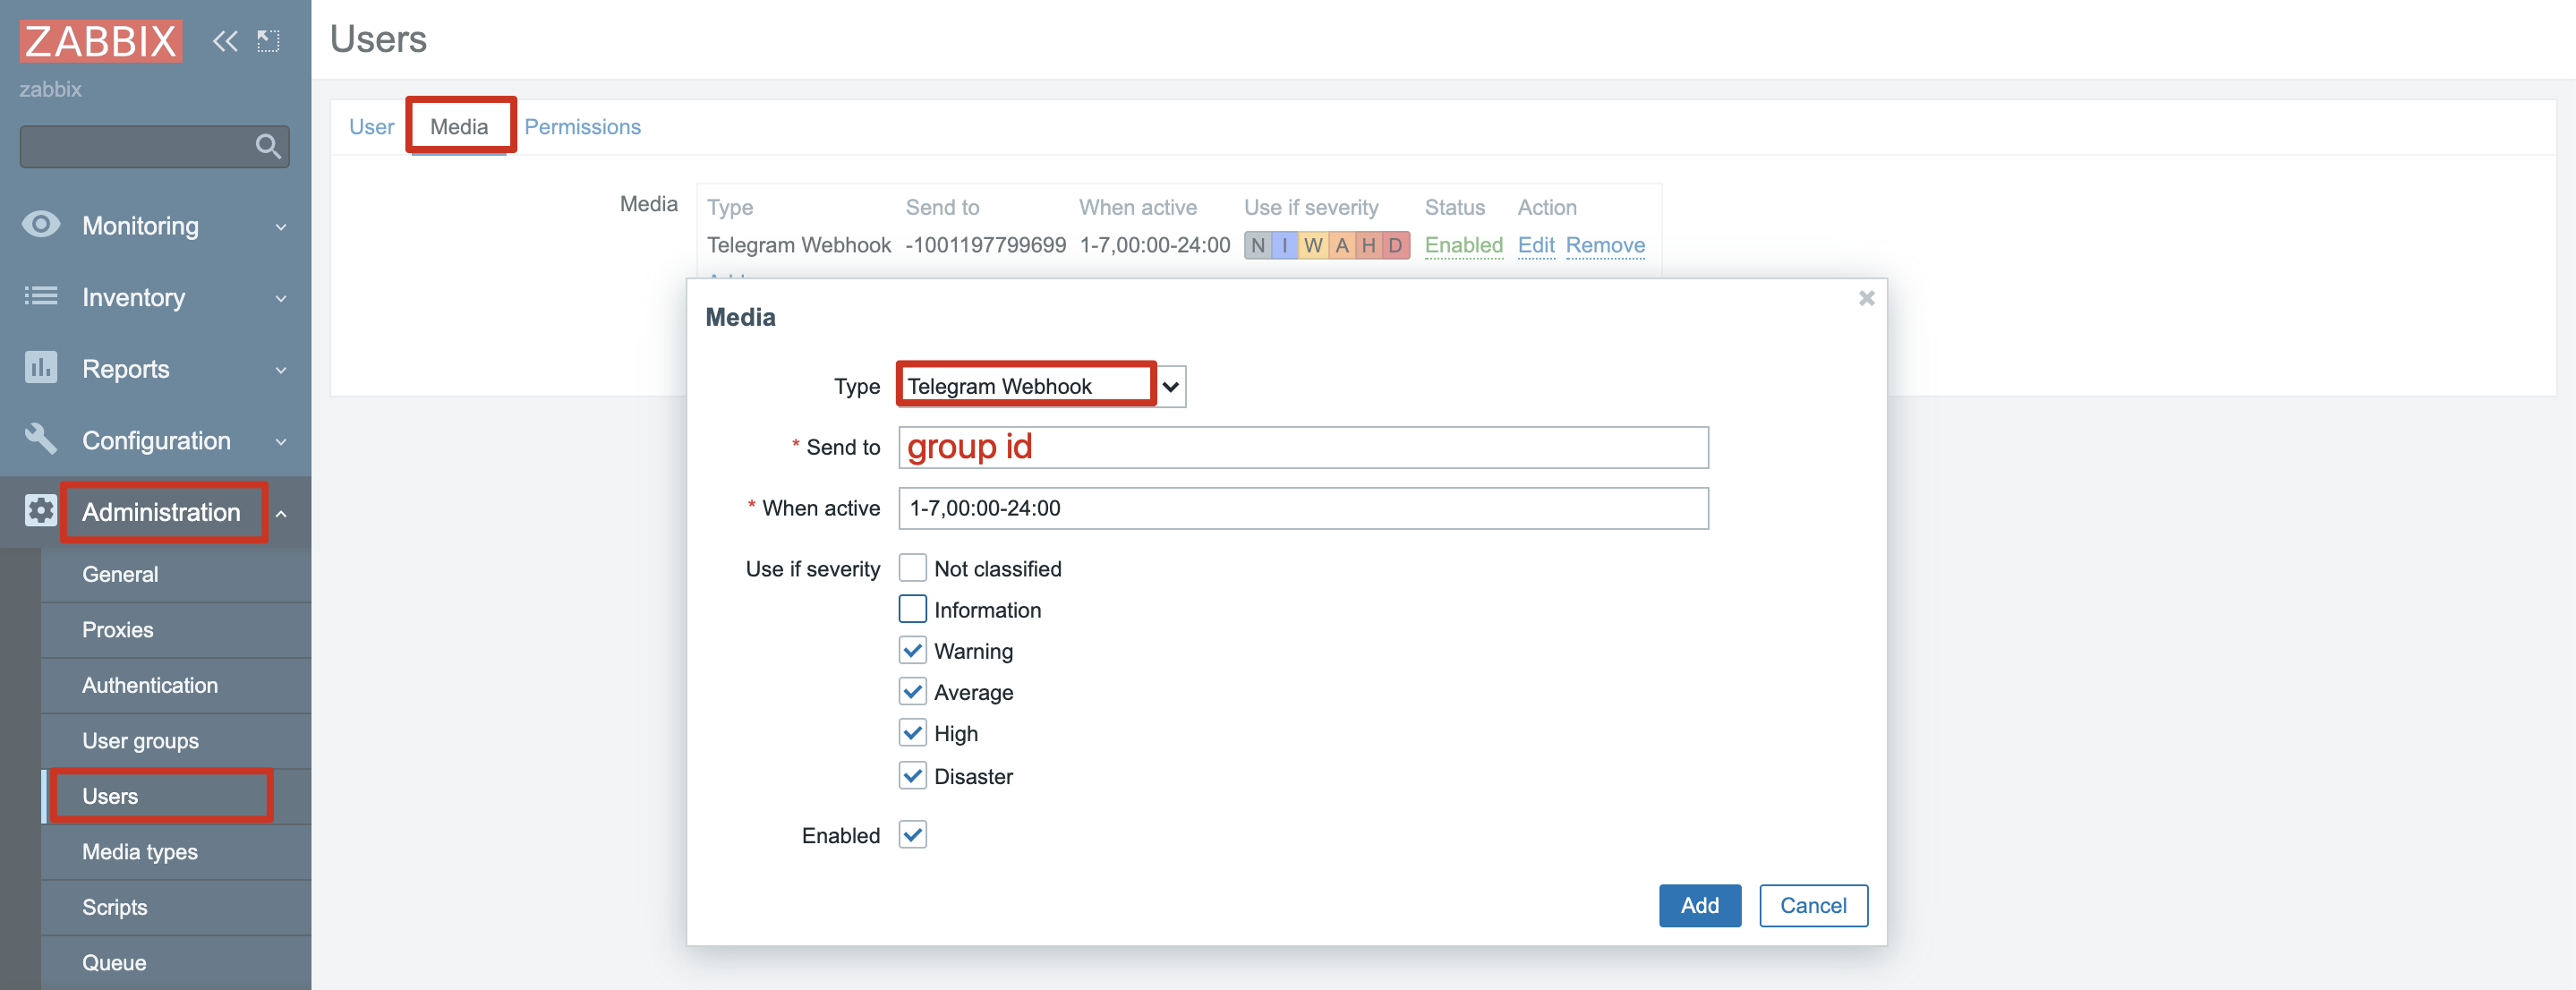 ZABBIX
zabbix
Monitoring
Inventory
Reports
Configuration
Administration
General
Proxies
Authentication
User groups
Users
Media types
Scripts
Queue
Users
User Media Permissions
Media
Type Send to When active Use if severity Status Action
Telegram Webhook -1001197799699 1-7,00:00-24:00 N I W A H D Enabled Edit Remove
Media
Type Telegram Webhook
* Send to group id
* When active 1-7,00:00-24:00
Use if severity Not classified
Information
Warning
Average
High
Disaster
Enabled
Add Cancel